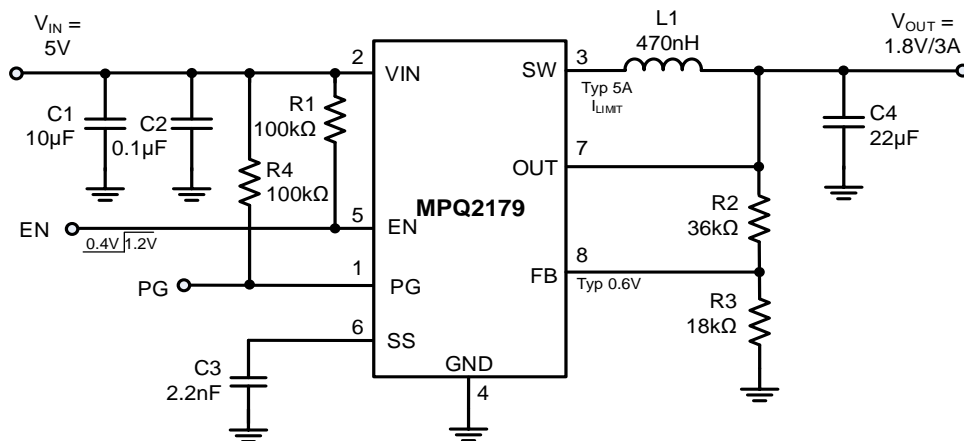 V_IN =
5V
L1
470nH
V_OUT =
1.8V/3A
2
VIN
SW
3
Typ 5A
I_LIMIT
C1
10µF
C2
0.1µF
R1
100kΩ
R4
100kΩ
C4
22µF
7
OUT
MPQ2179
R2
36kΩ
EN
0.4V
1.2V
5
EN
8
FB
Typ 0.6V
PG
1
PG
R3
18kΩ
6
SS
C3
2.2nF
GND
4